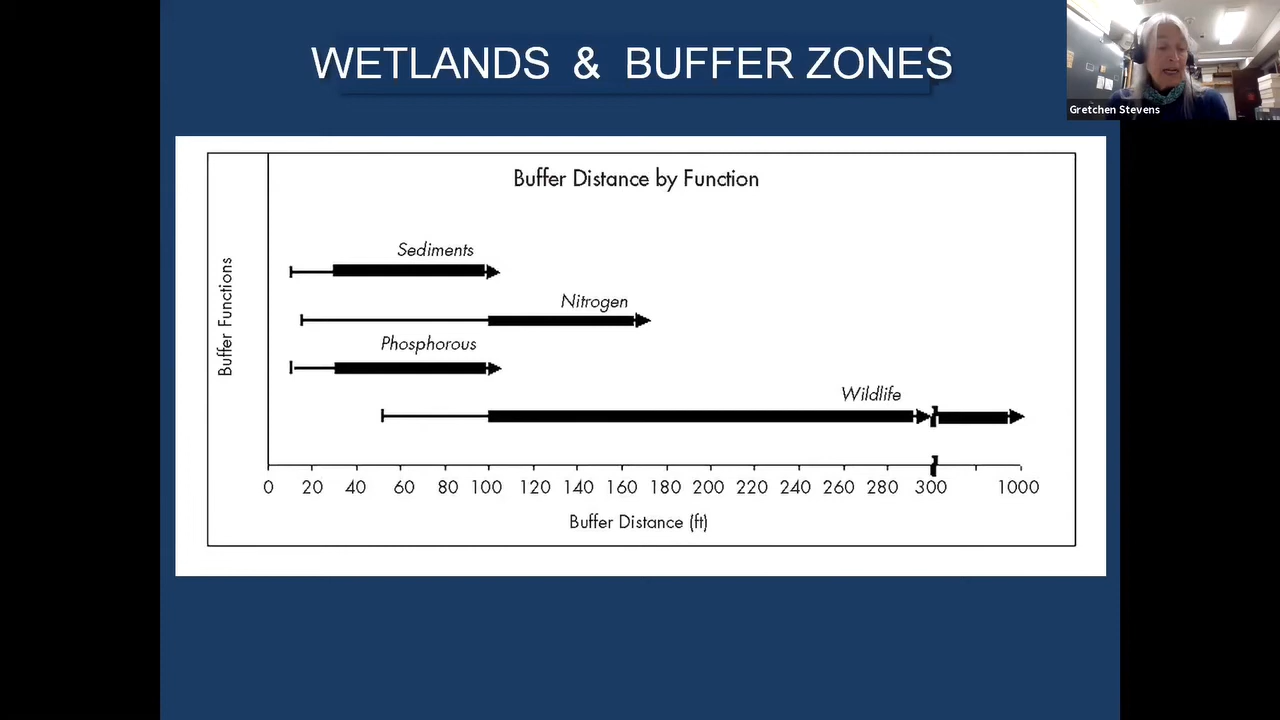 WETLANDS & BUFFER ZONES
Gretchen Stevens
Buffer Distance by Function
Buffer Functions
Sediments
Nitrogen
Phosphorous
Wildlife
0 20 40 60 80 100 120 140 160 180 200 220 240 260 280 300 1000
Buffer Distance (ft)